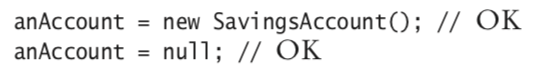 anAccount = new SavingsAccount(); // OK
anAccount = null; // OK